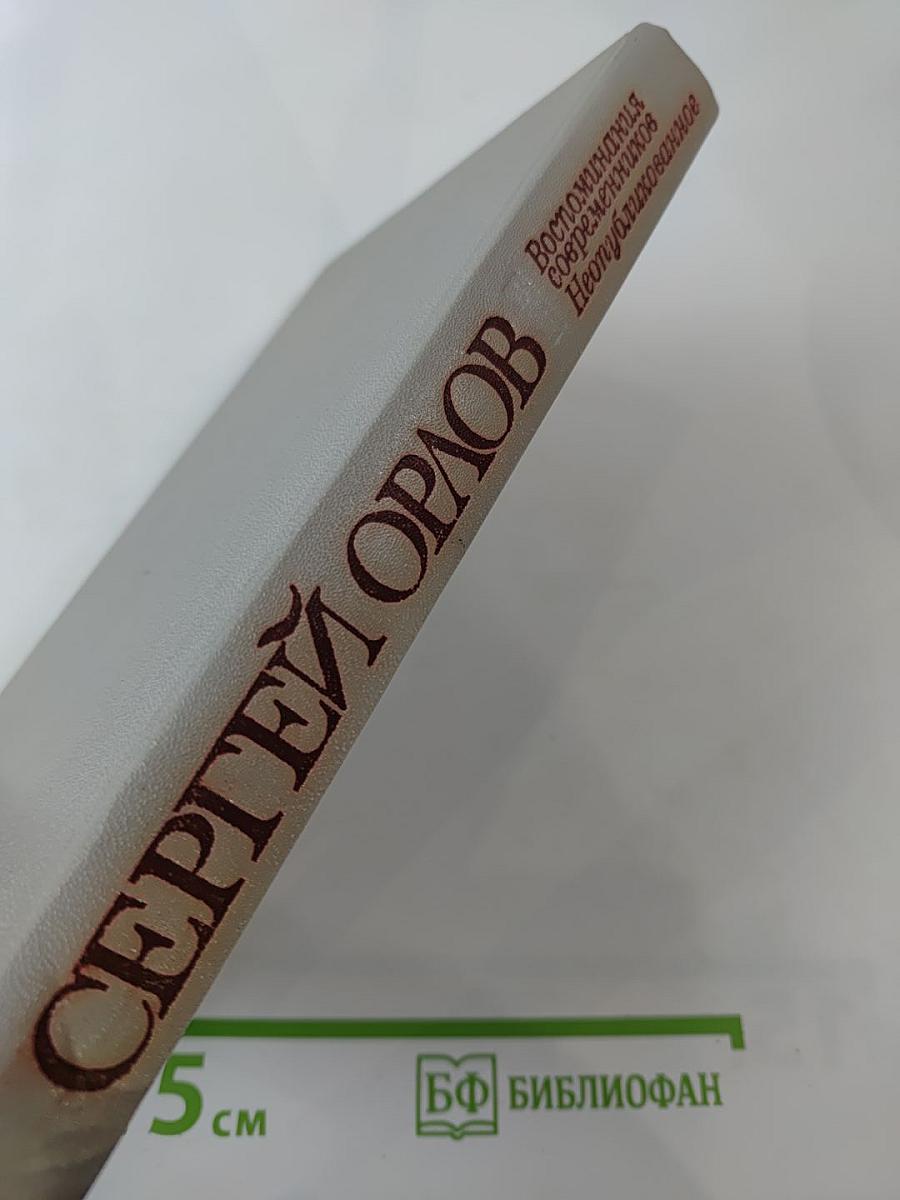 СЕРГЕЙ ОРЛОВ
Воспоминания
современников
Неопубликованное
5 см
БФ БИБЛИОФАН